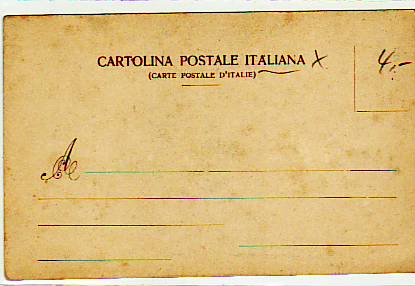 CARTOLINA POSTALE ITALIANA x
4.-
(CARTE POSTALE D'ITALIE)
A